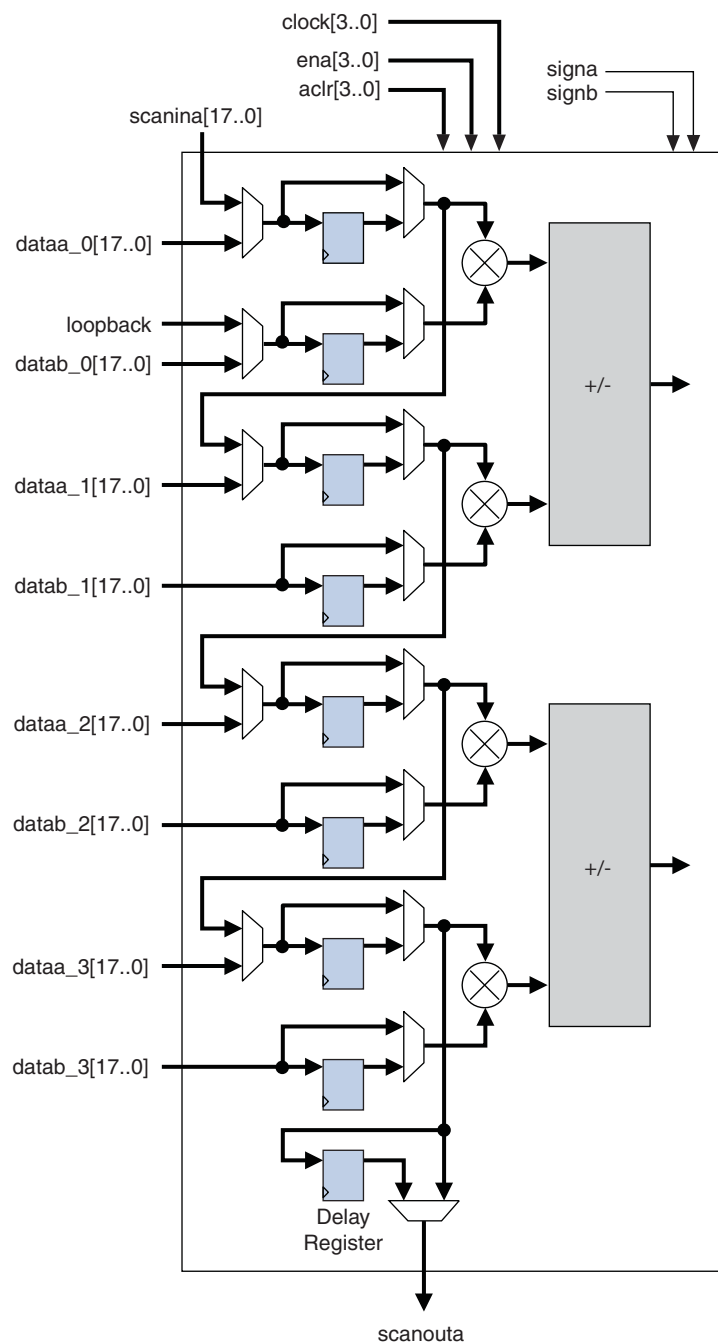 clock[3..0]
ena[3..0]
aclr[3..0]
signa
signb
scanina[17..0]
dataa_0[17..0]
loopback
datab_0[17..0]
+/-
dataa_1[17..0]
datab_1[17..0]
dataa_2[17..0]
datab_2[17..0]
+/-
dataa_3[17..0]
datab_3[17..0]
Delay
Register
scanouta